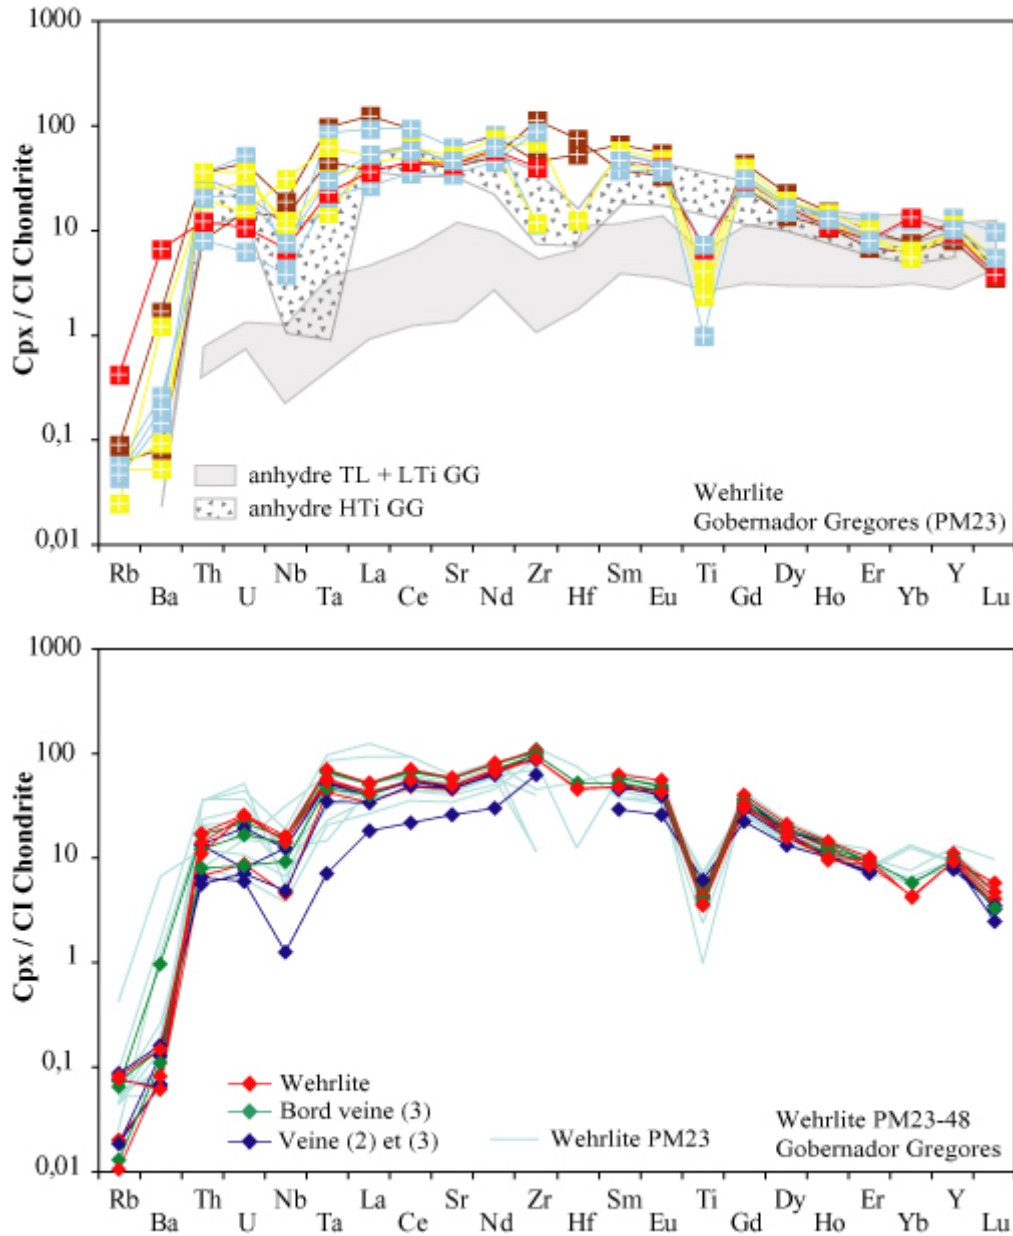 1000
100
10
1
0,1
0,01
Cpx / CI Chondrite
anhydre TL + LTi GG
anhydre HTi GG
Wehrlite
Gobernador Gregores (PM23)
Rb Th Nb La Sr Zr Sm Ti Dy Er Y
Ba U Ta Ce Nd Hf Eu Gd Ho Yb Lu
1000
100
10
1
0,1
0,01
Cpx / CI Chondrite
Wehrlite
Bord veine (3)
Veine (2) et (3)
Wehrlite PM23
Wehrlite PM23-48
Gobernador Gregores
Rb Th Nb La Sr Zr Sm Ti Dy Er Y
Ba U Ta Ce Nd Hf Eu Gd Ho Yb Lu